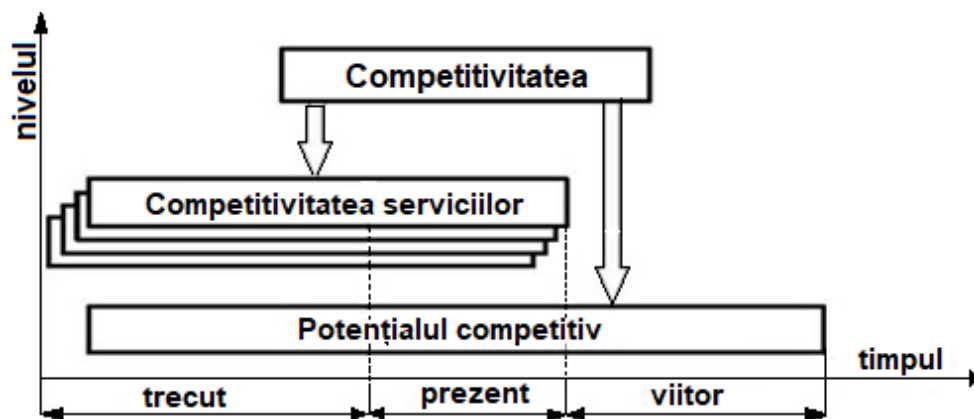 nivelul
Competitivitatea
Competitivitatea serviciilor
Potențialul competitiv
timpul
trecut
prezent
viitor